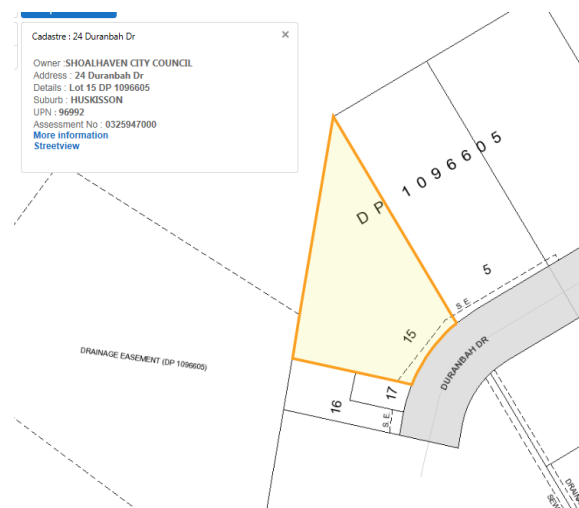 Cadastre : 24 Duranbah Dr
×
Owner :SHOALHAVEN CITY COUNCIL
Address : 24 Duranbah Dr
Details : Lot 15 DP 1096605
Suburb : HUSKISSON
UPN : 96992
Assessment No : 0325947000
More information
Streetview
DP 1096605
5
S.E.
15
DURANBAH DR
DRAINAGE EASEMENT (DP 1096605)
16
17
S.E.
DRAIN
SEW